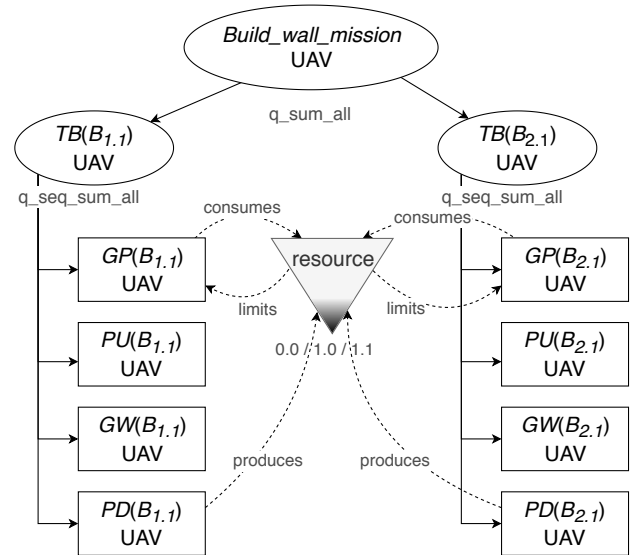 Build_wall_mission
UAV
q_sum_all
TB(B1.1)
UAV
TB(B2.1)
UAV
q_seq_sum_all
q_seq_sum_all
consumes
consumes
GP(B1.1)
UAV
resource
GP(B2.1)
UAV
limits
limits
PU(B1.1)
UAV
0.0 / 1.0 / 1.1
PU(B2.1)
UAV
GW(B1.1)
UAV
GW(B2.1)
UAV
produces
produces
PD(B1.1)
UAV
PD(B2.1)
UAV